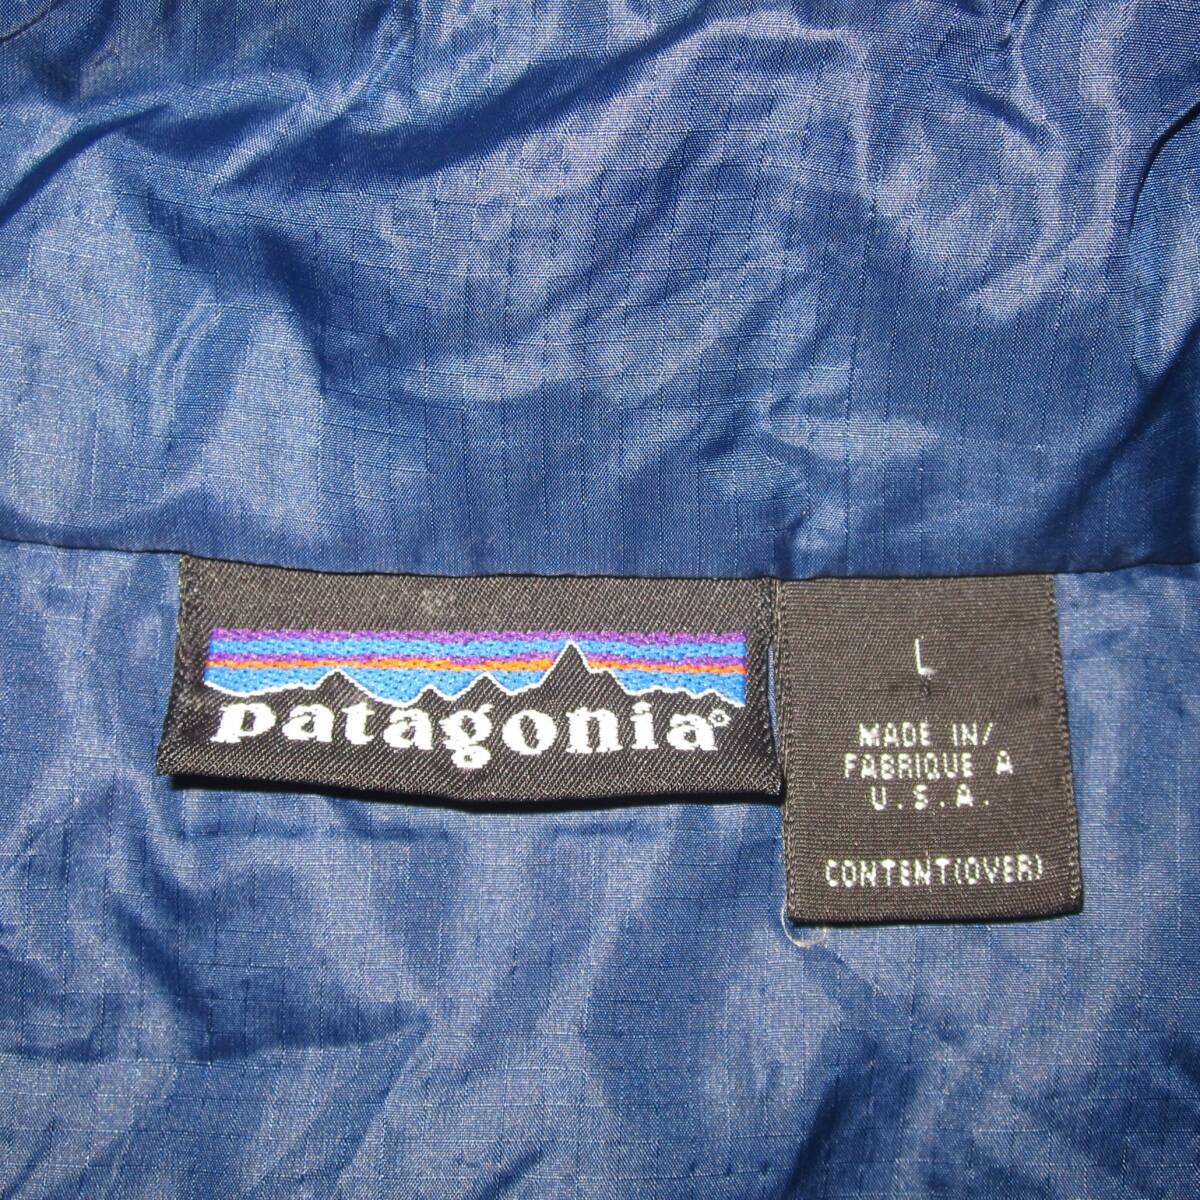 patagonia
L
MADE IN/
FABRIQUE A
U.S.A.
CONTENT(OVER)